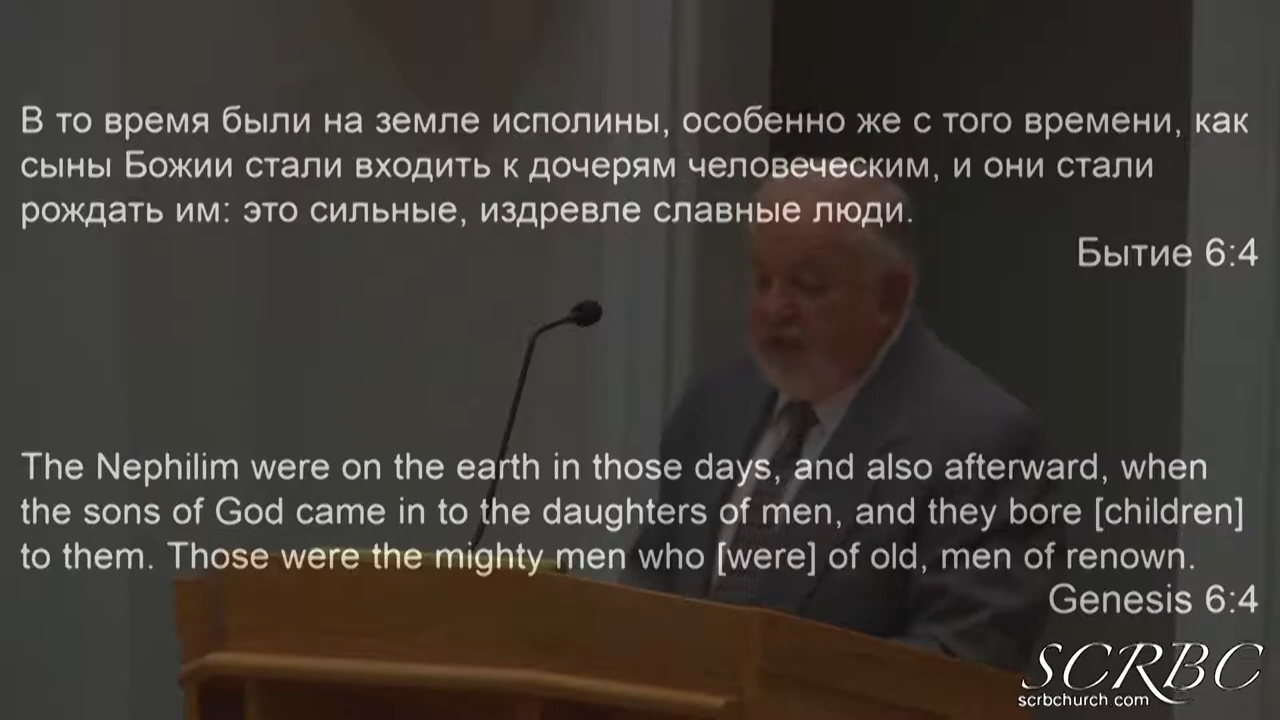 В то время были на земле исполины, особенно же с того времени, как
сыны Божии стали входить к дочерям человеческим, и они стали
рождать им: это сильные, издревле славные люди.
Бытие 6:4
The Nephilim were on the earth in those days, and also afterward, when
the sons of God came in to the daughters of men, and they bore [children]
to them. Those were the mighty men who [were] of old, men of renown.
Genesis 6:4
SCRBC
scrbchurch.com